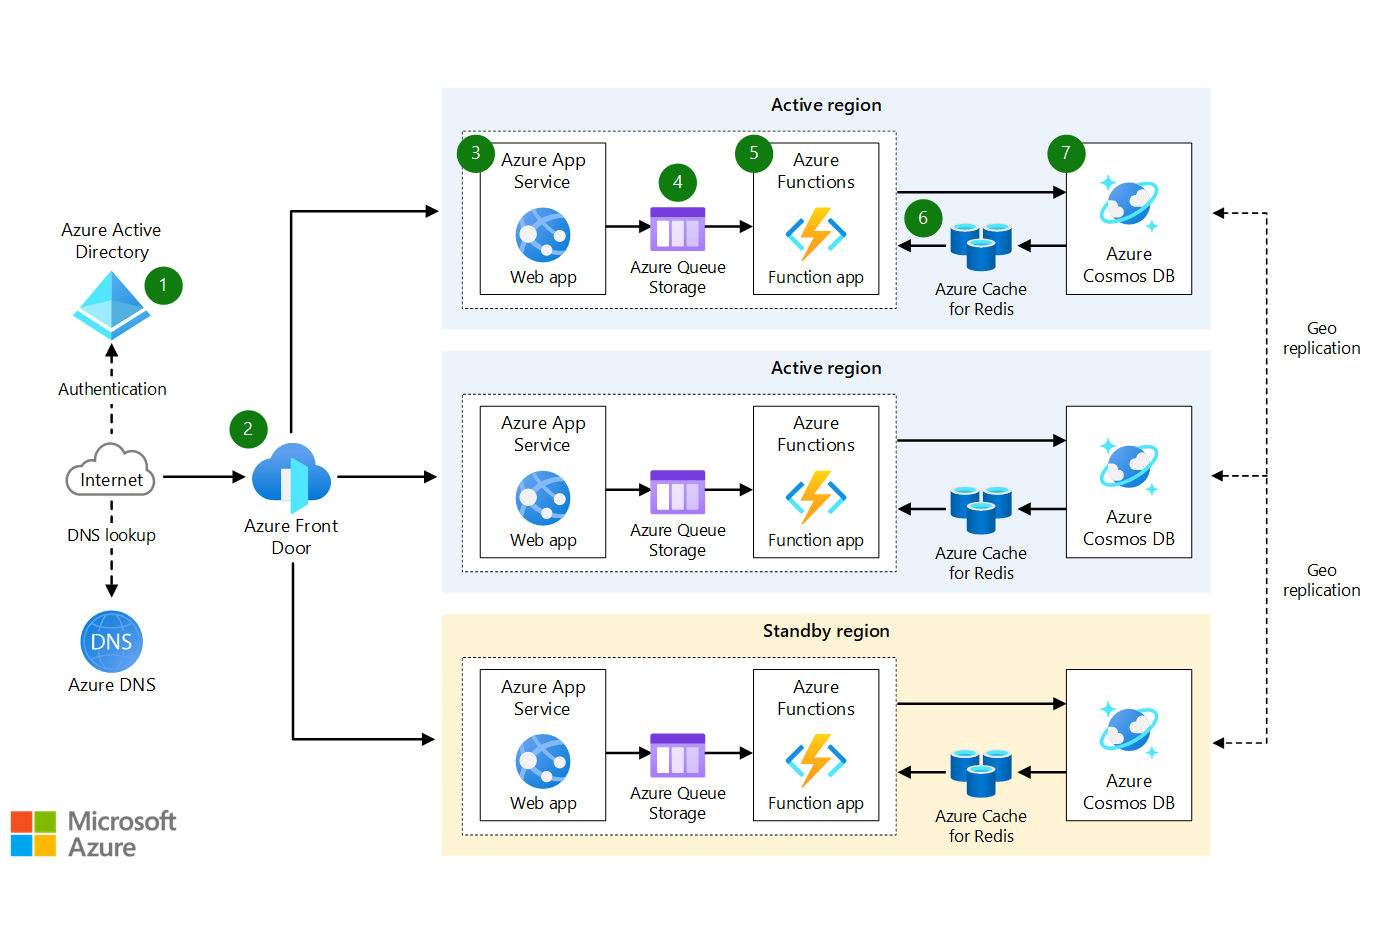 Azure Active
Directory
1
Authentication
Internet
DNS lookup
DNS
Azure DNS
2
Azure Front
Door
Active region
3
Azure App
Service
Web app
4
Azure Queue
Storage
5
Azure
Functions
Function app
6
Azure Cache
for Redis
7
Azure
Cosmos DB
Active region
Azure App
Service
Web app
Azure Queue
Storage
Azure
Functions
Function app
Azure Cache
for Redis
Azure
Cosmos DB
Standby region
Azure App
Service
Web app
Azure Queue
Storage
Azure
Functions
Function app
Azure Cache
for Redis
Azure
Cosmos DB
Geo
replication
Geo
replication
Microsoft
Azure